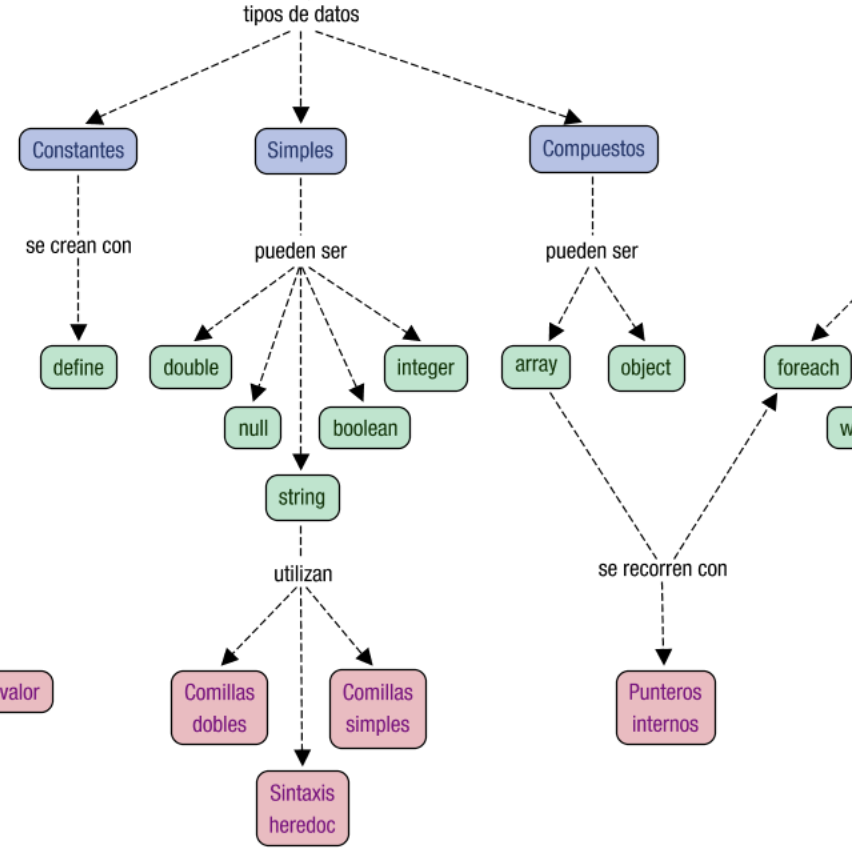 tipos de datos
Constantes
Simples
Compuestos
se crean con
pueden ser
pueden ser
define
double
integer
array
object
foreach
null
boolean
string
utilizan
se recorren con
valor
Comillas
dobles
Comillas
simples
Punteros
internos
Sintaxis
heredoc